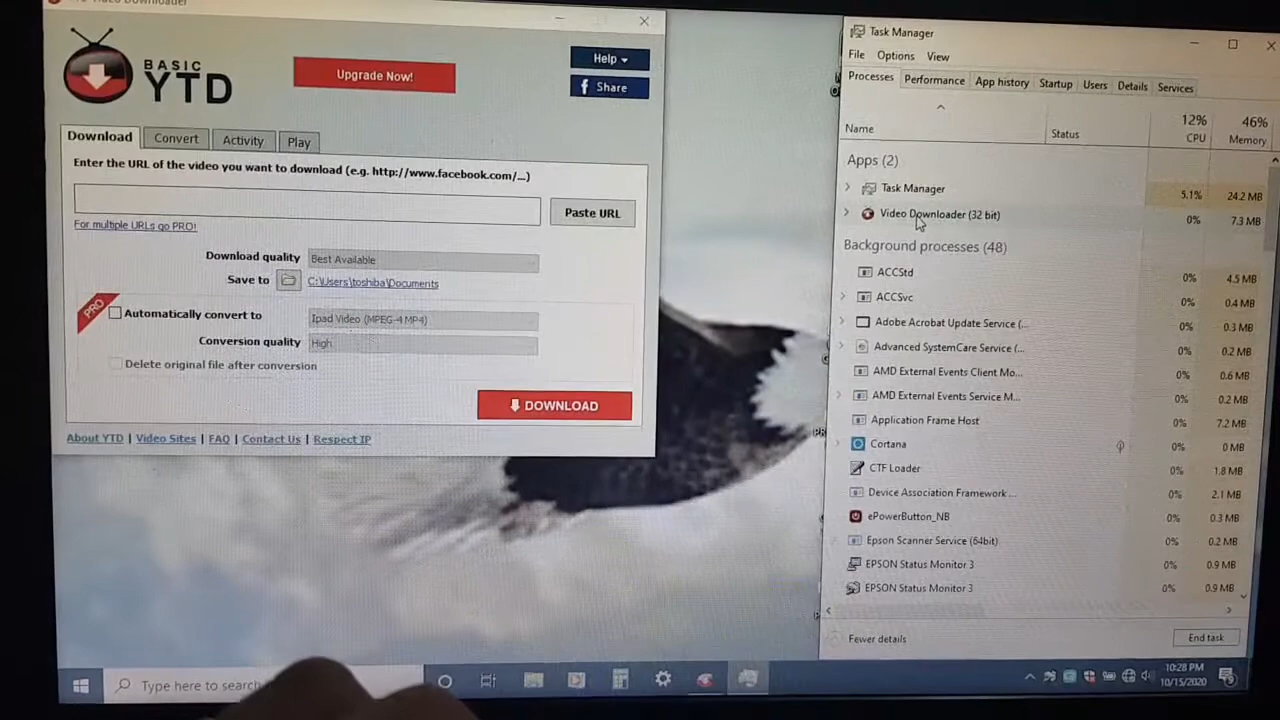 Task Manager
File Options View
Processes Performance App history Startup Users Details Services
12% 46%
Name Status CPU Memory
Apps (2)
Task Manager 5.1% 24.2 MB
Video Downloader (32 bit) 0% 7.3 MB
Background processes (48)
ACCStd 0% 4.5 MB
ACCSvc 0% 0.4 MB
Adobe Acrobat Update Service (... 0% 0.3 MB
Advanced SystemCare Service (... 0% 0.2 MB
AMD External Events Client Mo... 0% 0.6 MB
AMD External Events Service M... 0% 0.2 MB
Application Frame Host 0% 7.2 MB
Cortana 0% 0 MB
CTF Loader 0% 1.8 MB
Device Association Framework ... 0% 2.1 MB
ePowerButton_NB 0% 0.3 MB
Epson Scanner Service (64bit) 0% 0.2 MB
EPSON Status Monitor 3 0% 0.9 MB
EPSON Status Monitor 3 0% 0.9 MB
Fewer details End task
BASIC
YTD
Upgrade Now!
Help
f Share
Download Convert Activity Play
Enter the URL of the video you want to download (e.g. http://www.facebook.com/...)
Paste URL
For multiple URLs go PRO!
Download quality Best Available
Save to C:\Users\toshiba\Documents
PRO
Automatically convert to Ipad Video (MPEG-4 MP4)
Conversion quality High
Delete original file after conversion
DOWNLOAD
About YTD | Video Sites | FAQ | Contact Us | Respect IP
Type here to search
10:28 PM
10/15/2020